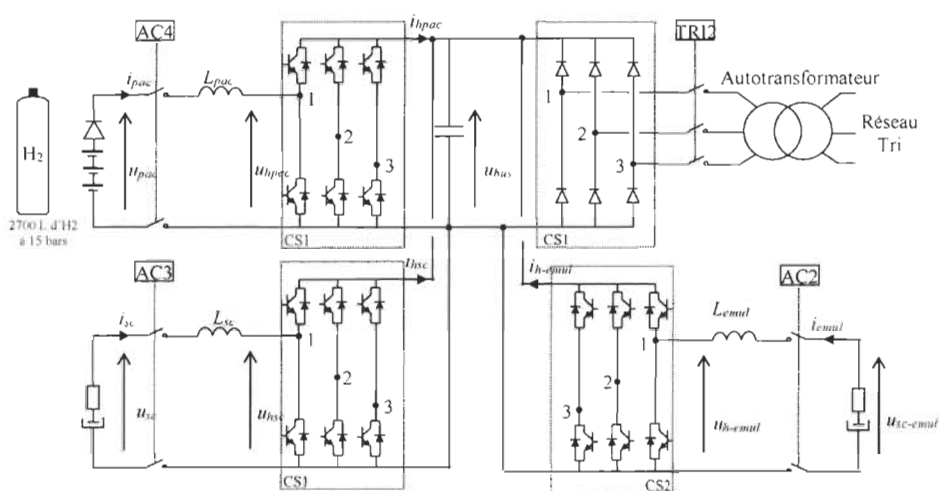 AC4
i_hpac
TRI2
i_pac
L_pac
1
Autotransformateur
1
H2
2
2
Réseau
Tri
3
3
u_pac
u_hpac
u_bus
2700 L d'H2
à 15 bars
CS1
CS1
AC3
i_hsc
i_h-emul
AC2
i_sc
L_sc
L_emul
i_emul
1
1
2
2
3
3
u_sc
u_hsc
u_h-emul
u_sc-emul
CS1
CS2